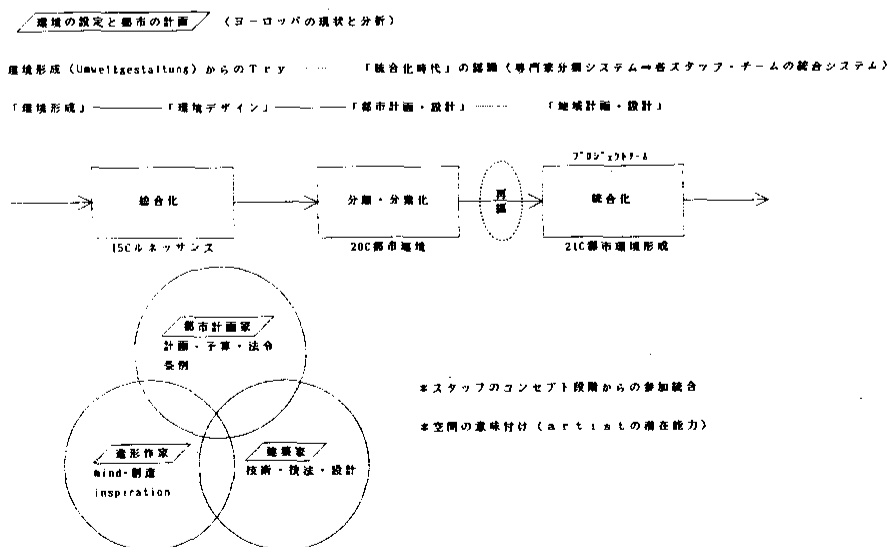 環境の設定と都市の計画 (ヨーロッパの現状と分析)
環境形成(Umweltgestaltung)からのTry …… 「統合化時代」の認識(専門家分類システム⇒各スタッフ・チームの統合システム)
「環境形成」――――「環境デザイン」――――「都市計画・設計」……… 「地域計画・設計」
プロジェクトチーム
統合化 分類・分業化 再編 統合化
15Cルネッサンス 20C都市環境 21C都市環境形成
都市計画家
計画・予算・法令
条例
*スタッフのコンセプト段階からの参加統合
*空間の意味付け(artistの潜在能力)
造形作家 建築家
mind・創造 技術・技法・設計
inspiration